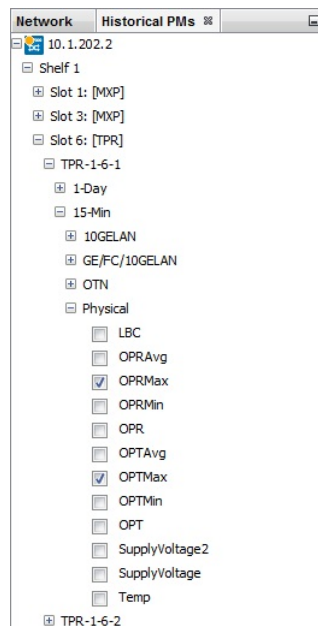 Network Historical PMs
10.1.202.2
Shelf 1
Slot 1: [MXP]
Slot 3: [MXP]
Slot 6: [TPR]
TPR-1-6-1
1-Day
15-Min
10GELAN
GE/FC/10GELAN
OTN
Physical
LBC
OPRAvg
OPRMax
OPRMin
OPR
OPTAvg
OPTMax
OPTMin
OPT
SupplyVoltage2
SupplyVoltage
Temp
TPR-1-6-2